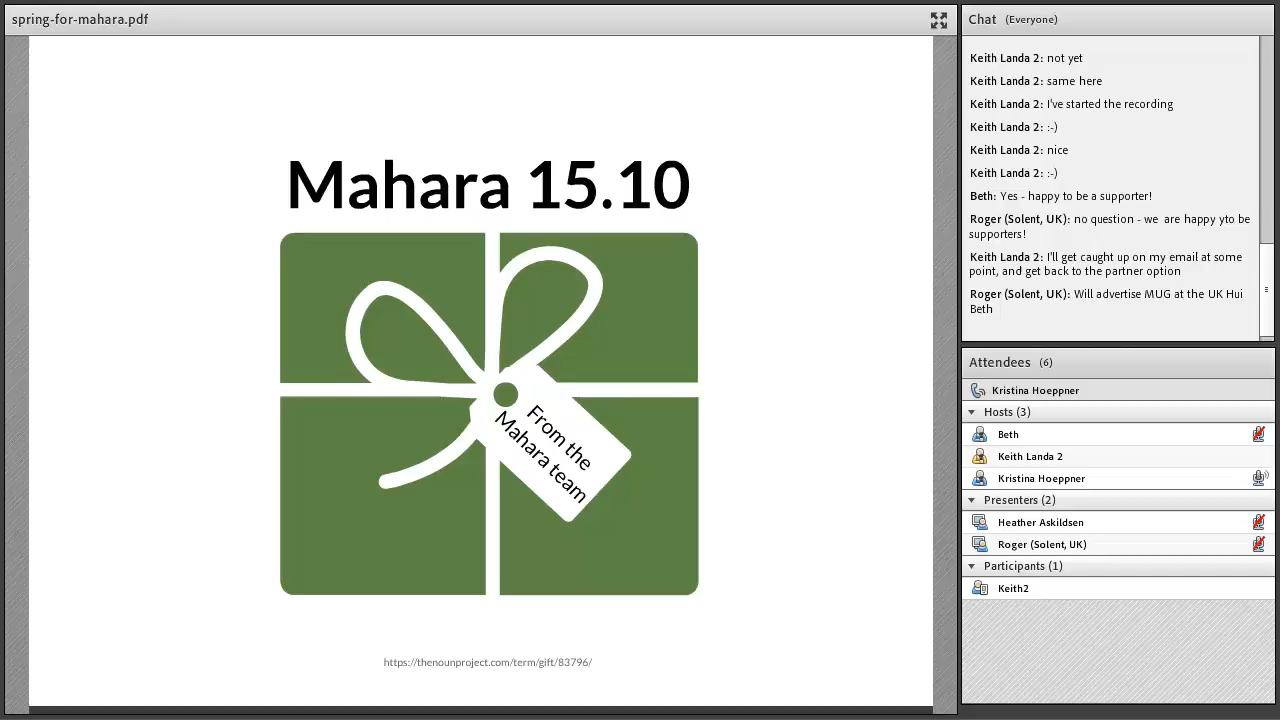 spring-for-mahara.pdf
Mahara 15.10
From the
Mahara team
https://thenounproject.com/term/gift/83796/
Chat (Everyone)
Keith Landa 2: not yet
Keith Landa 2: same here
Keith Landa 2: I've started the recording
Keith Landa 2: :-)
Keith Landa 2: nice
Keith Landa 2: :-)
Beth: Yes - happy to be a supporter!
Roger (Solent, UK): no question - we are happy yto be
supporters!
Keith Landa 2: I'll get caught up on my email at some
point, and get back to the partner option
Roger (Solent, UK): Will advertise MUG at the UK Hui
Beth
Attendees (6)
Kristina Hoeppner
Hosts (3)
Beth
Keith Landa 2
Kristina Hoeppner
Presenters (2)
Heather Askildsen
Roger (Solent, UK)
Participants (1)
Keith2